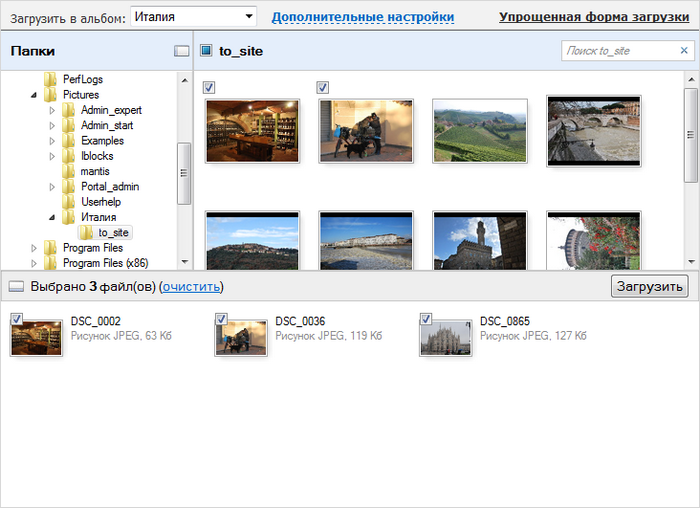 Загрузить в альбом: Италия Дополнительные настройки Упрощенная форма загрузки
Папки
to_site
Поиск to_site
PerfLogs
Pictures
Admin_expert
Admin_start
Examples
Iblocks
mantis
Portal_admin
Userhelp
Италия
to_site
Program Files
Program Files (x86)
Выбрано 3 файл(ов) (очистить)
Загрузить
DSC_0002
Рисунок JPEG, 63 Кб
DSC_0036
Рисунок JPEG, 119 Кб
DSC_0865
Рисунок JPEG, 127 Кб